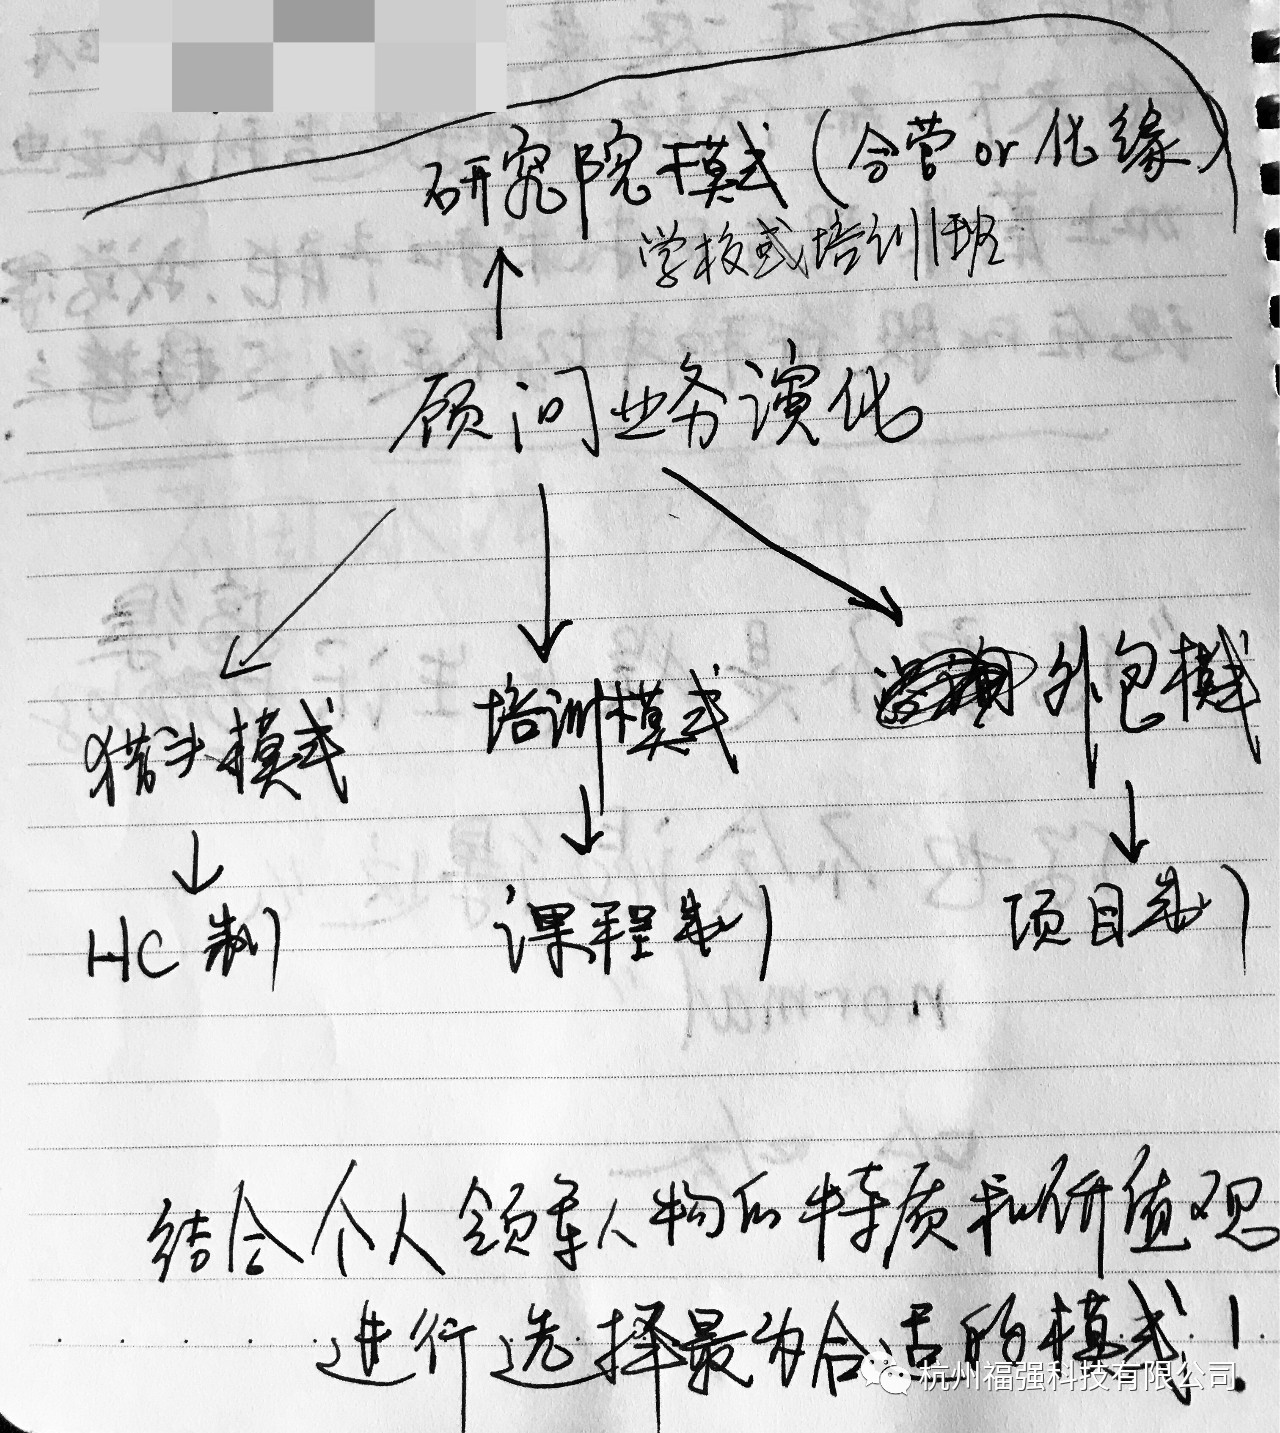 研究院模式(合营or化缘)
学校式培训班
顾问业务演化
猎头模式
培训模式
外包模式
HC制
课程制
项目制
结合个人领军人物的特质和价值观
进行选择最为合适的模式!
杭州福强科技有限公司